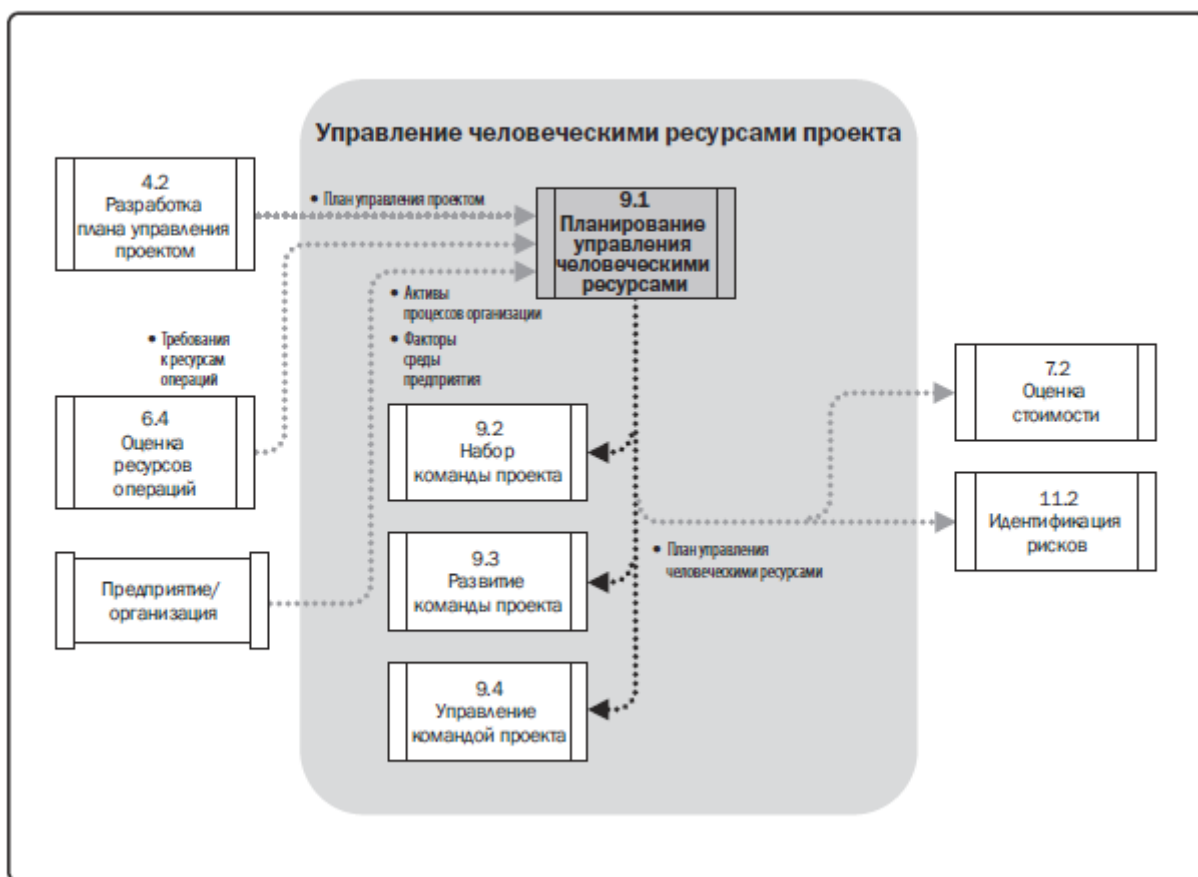 Управление человеческими ресурсами проекта
4.2
Разработка
плана управления
проектом
• План управления проектом
9.1
Планирование
управления
человеческими
ресурсами
• Активы
процессов организации
• Факторы
среды
предприятия
• Требования
к ресурсам
операций
6.4
Оценка
ресурсов
операций
Предприятие/
организация
9.2
Набор
команды проекта
9.3
Развитие
команды проекта
9.4
Управление
командой проекта
• План управления
человеческими ресурсами
7.2
Оценка
стоимости
11.2
Идентификация
рисков